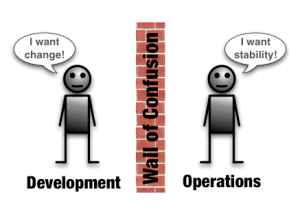 I want
change!
I want
stability!
Wall of Confusion
Development
Operations